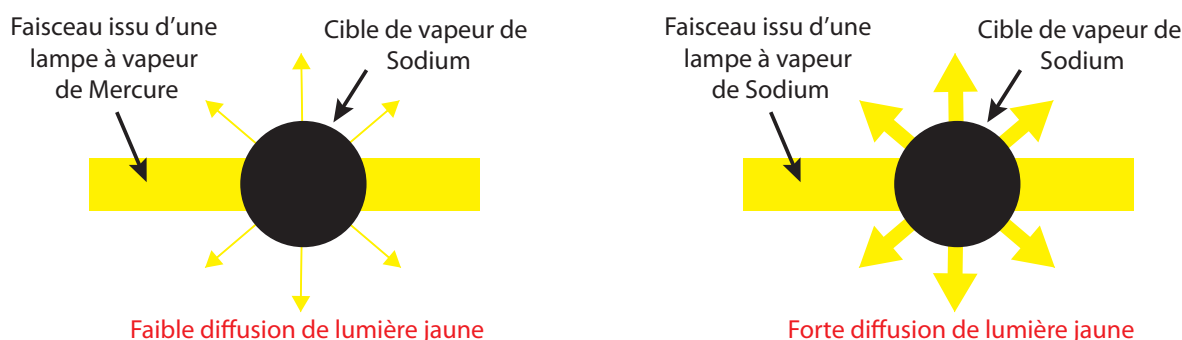 Faisceau issu d’une
lampe à vapeur
de Mercure
Cible de vapeur de
Sodium
Faible diffusion de lumière jaune
Faisceau issu d’une
lampe à vapeur
de Sodium
Cible de vapeur de
Sodium
Forte diffusion de lumière jaune